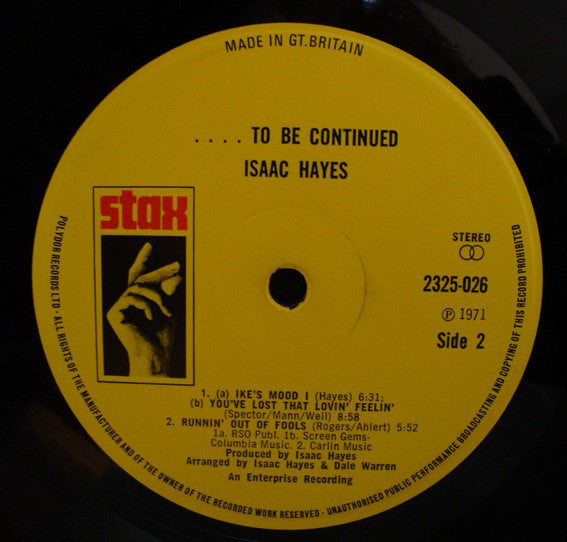 MADE IN GT. BRITAIN
. . . . TO BE CONTINUED
ISAAC HAYES
stax
STEREO
2325-026
Ⓟ 1971
Side 2
1. (a) IKE'S MOOD I (Hayes) 6:31;
(b) YOU'VE LOST THAT LOVIN' FEELIN'
(Spector/Mann/Weil) 8:58
2. RUNNIN' OUT OF FOOLS (Rogers/Ahlert) 5:52
1a. RSO Publ. 1b. Screen Gems-
Columbia Music. 2. Carlin Music
Produced by Isaac Hayes
Arranged by Isaac Hayes & Dale Warren
An Enterprise Recording
POLYDOR RECORDS LTD · ALL RIGHTS OF THE MANUFACTURER AND OF THE OWNER OF THE RECORDED WORK RESERVED · UNAUTHORISED PUBLIC PERFORMANCE BROADCASTING AND COPYING OF THIS RECORD PROHIBITED